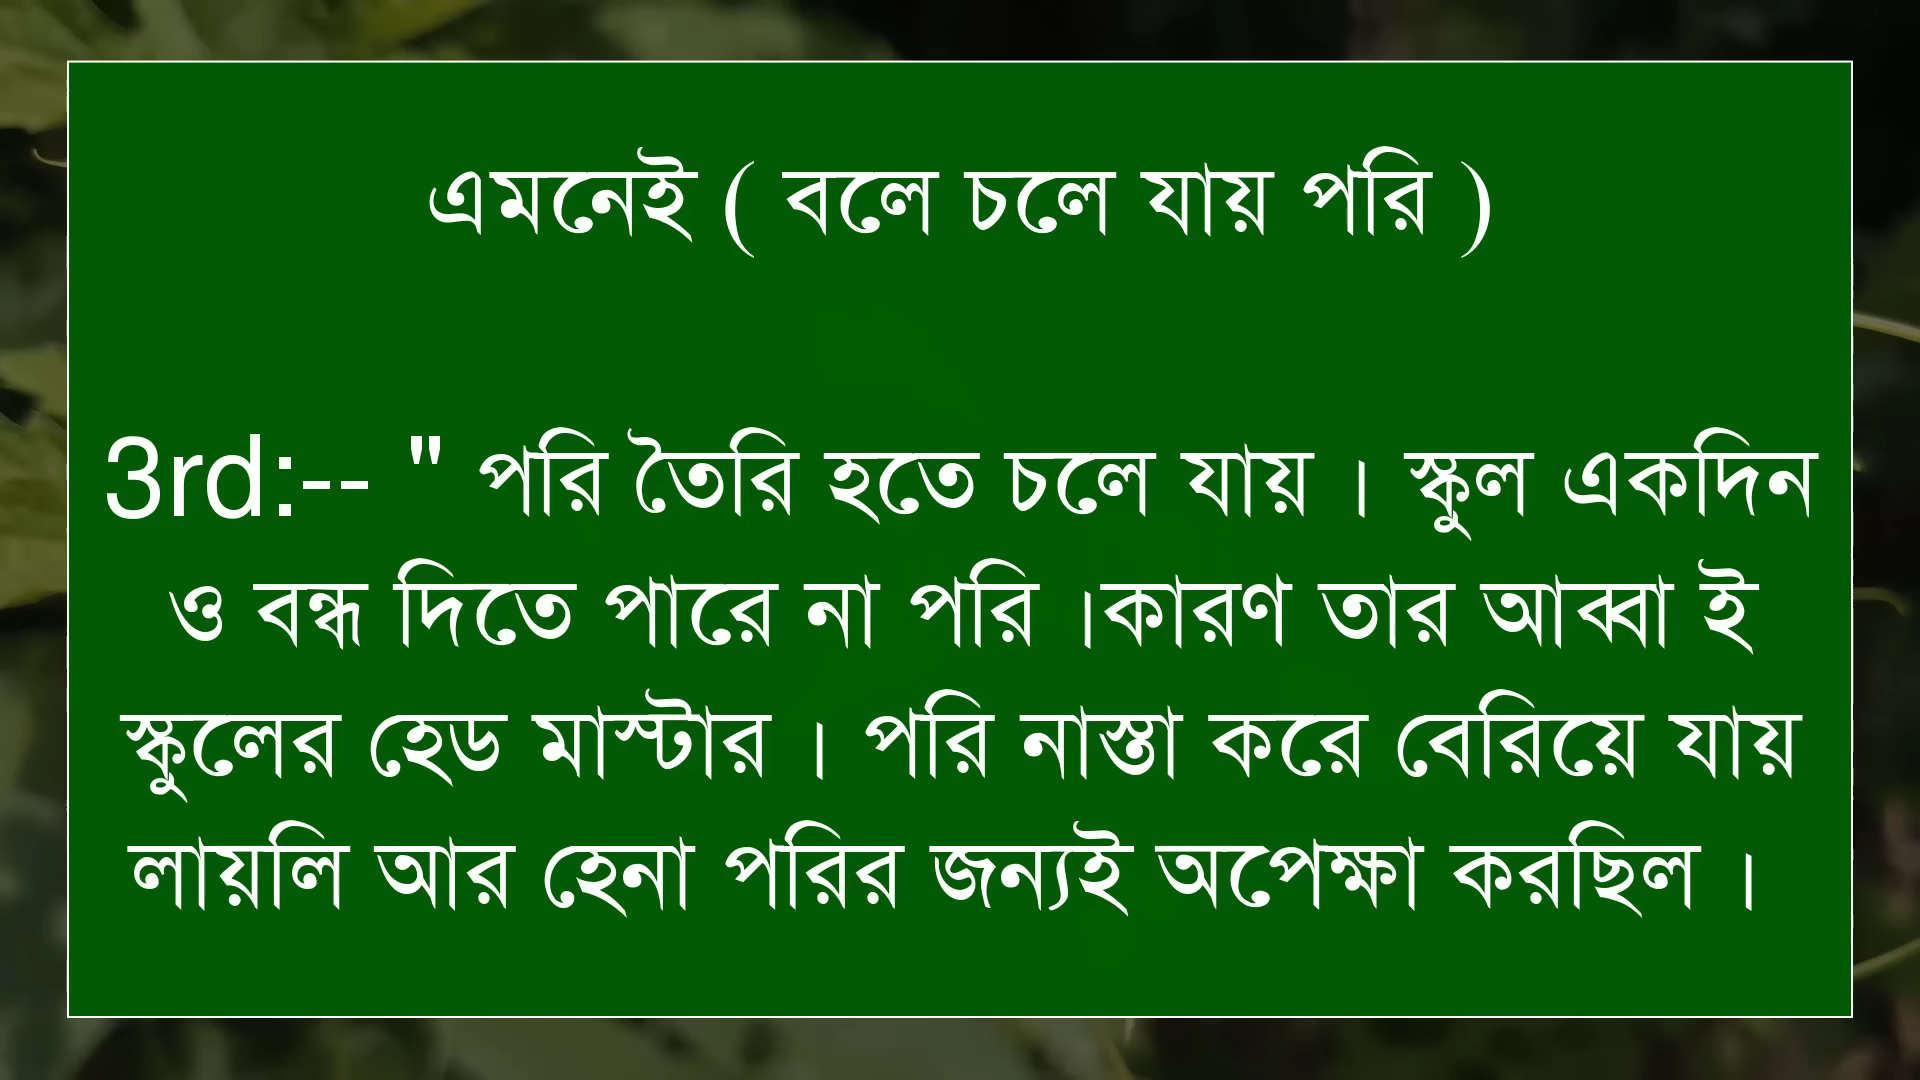 এমনেই ( বলে চলে যায় পরি )
3rd:-- " পরি তৈরি হতে চলে যায় । স্কুল একদিন
ও বন্ধ দিতে পারে না পরি ।কারণ তার আব্বা ই
স্কুলের হেড মাস্টার । পরি নাস্তা করে বেরিয়ে যায়
লায়লি আর হেনা পরির জন্যই অপেক্ষা করছিল ।